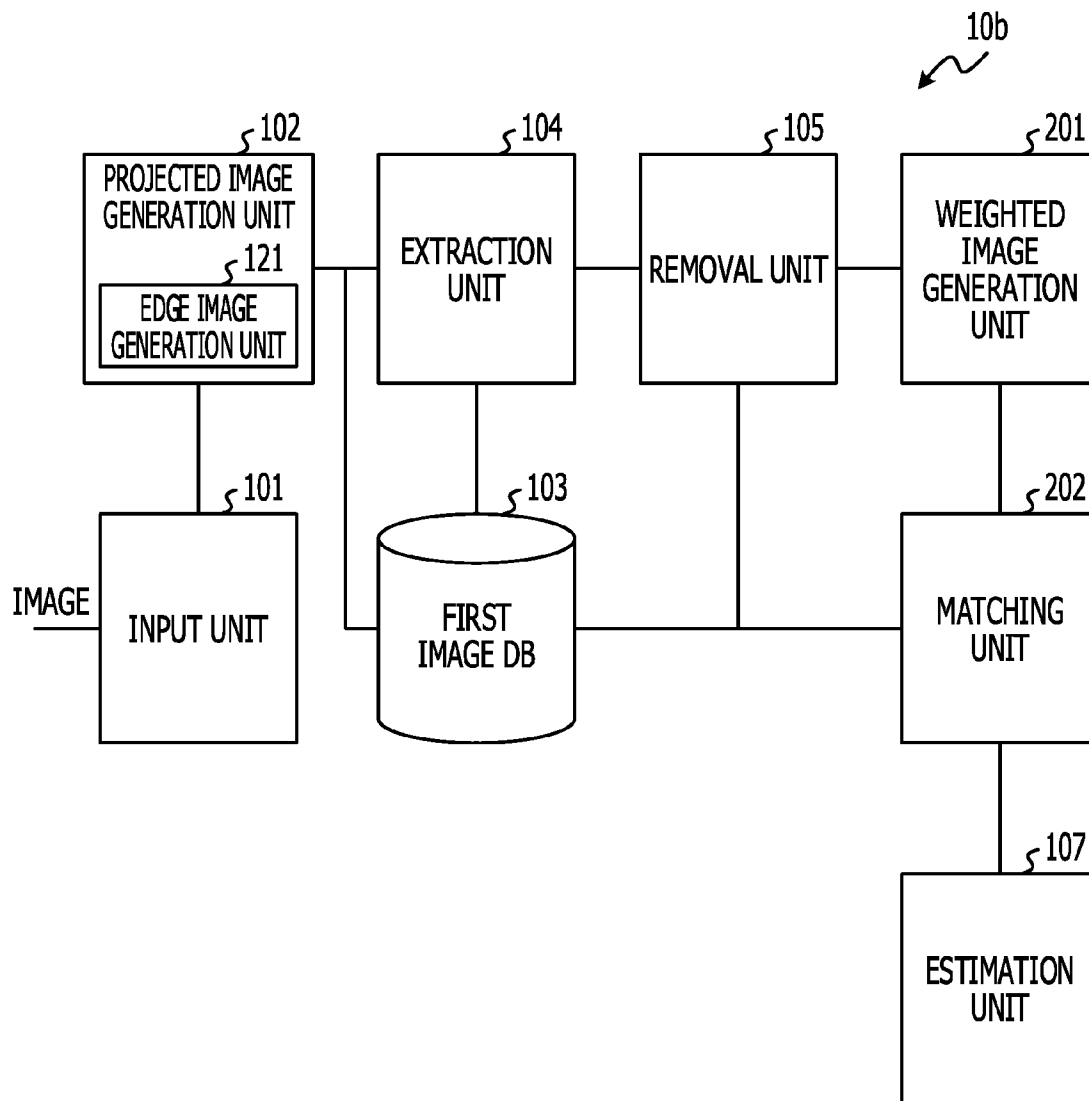 10b
102
PROJECTED IMAGE
GENERATION UNIT
121
EDGE IMAGE
GENERATION UNIT
104
EXTRACTION
UNIT
105
REMOVAL UNIT
201
WEIGHTED
IMAGE
GENERATION
UNIT
101
IMAGE
INPUT UNIT
103
FIRST
IMAGE DB
202
MATCHING
UNIT
107
ESTIMATION
UNIT